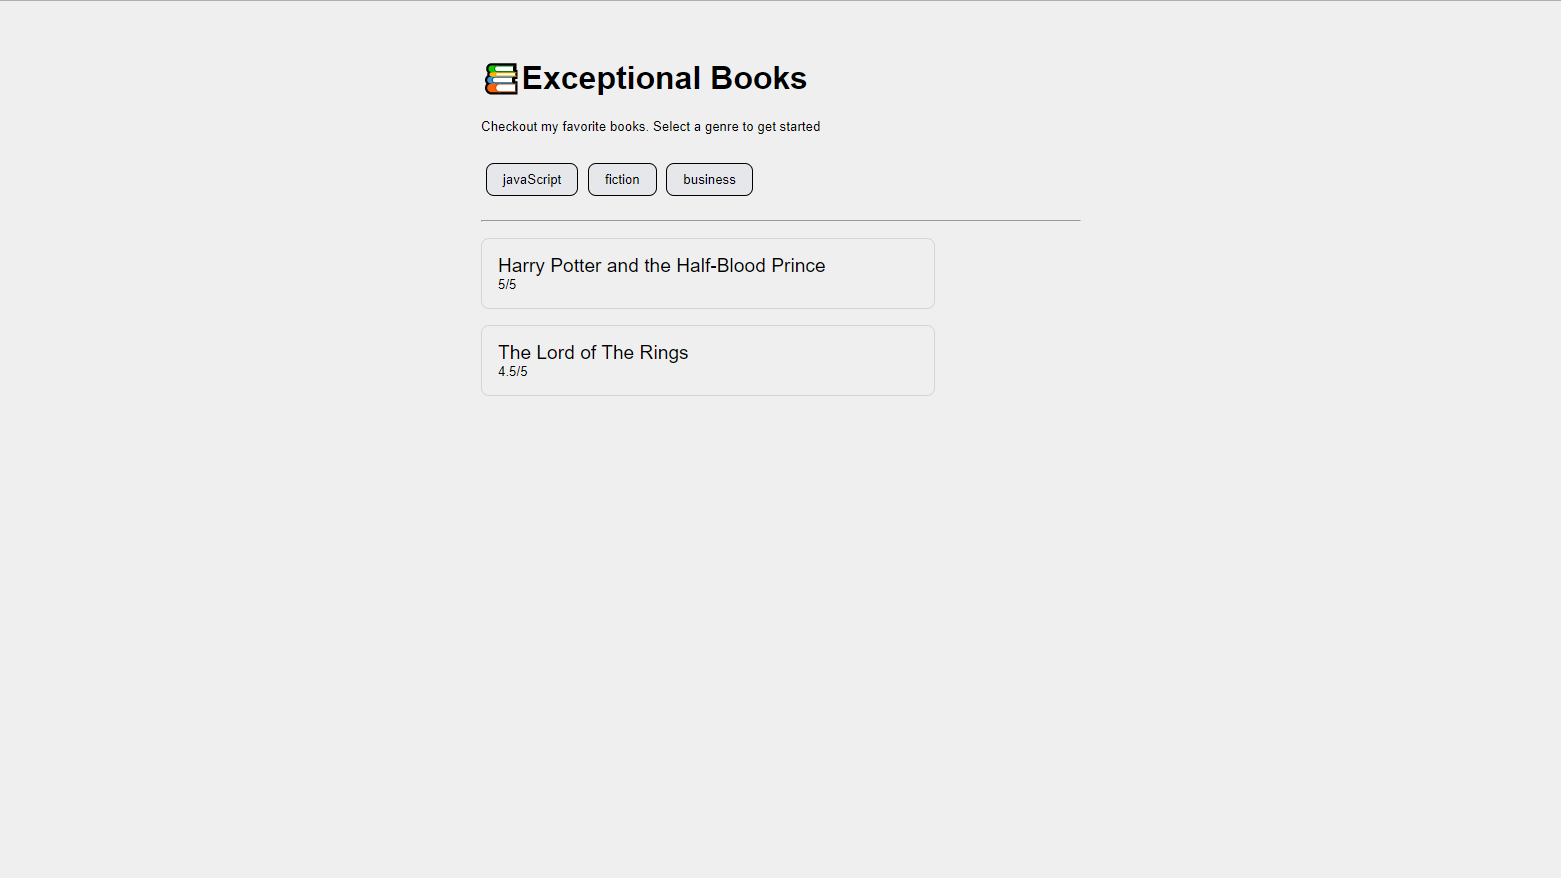 Exceptional Books
Checkout my favorite books. Select a genre to get started
javaScript fiction business
Harry Potter and the Half-Blood Prince
5/5
The Lord of The Rings
4.5/5